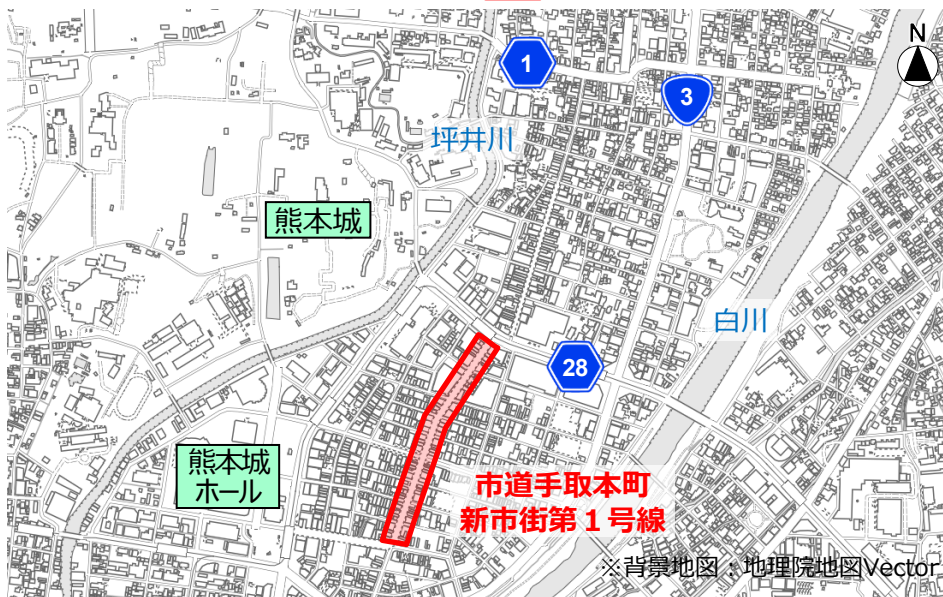 N
1
3
坪井川
熊本城
白川
28
熊本城
ホール
市道手取本町
新市街第1号線
※背景地図：地理院地図Vector